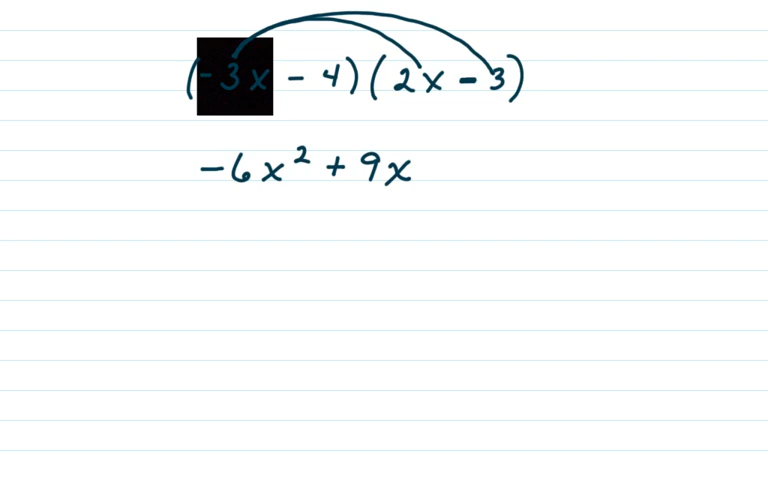 (-3x - 4)(2x - 3)
-6x² + 9x